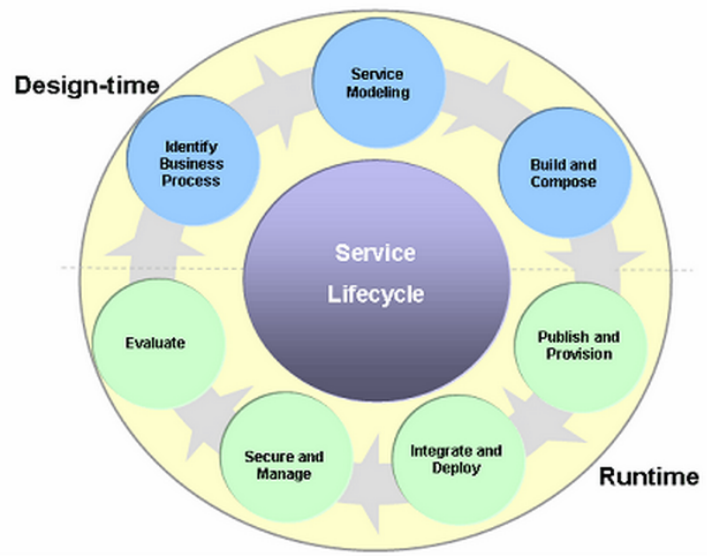 Design-time
Service
Modeling
Identify
Business
Process
Build and
Compose
Service
Lifecycle
Evaluate
Publish and
Provision
Secure and
Manage
Integrate and
Deploy
Runtime